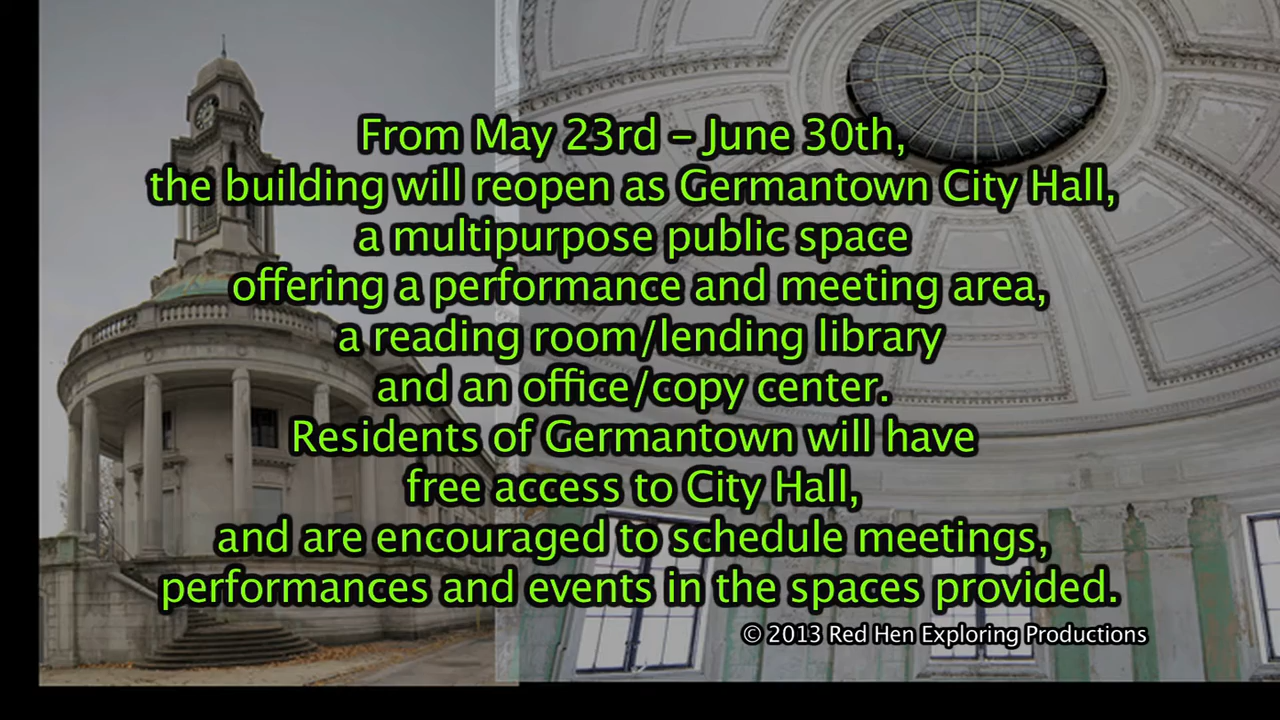 From May 23rd – June 30th,
the building will reopen as Germantown City Hall,
a multipurpose public space
offering a performance and meeting area,
a reading room/lending library
and an office/copy center.
Residents of Germantown will have
free access to City Hall,
and are encouraged to schedule meetings,
performances and events in the spaces provided.
© 2013 Red Hen Exploring Productions